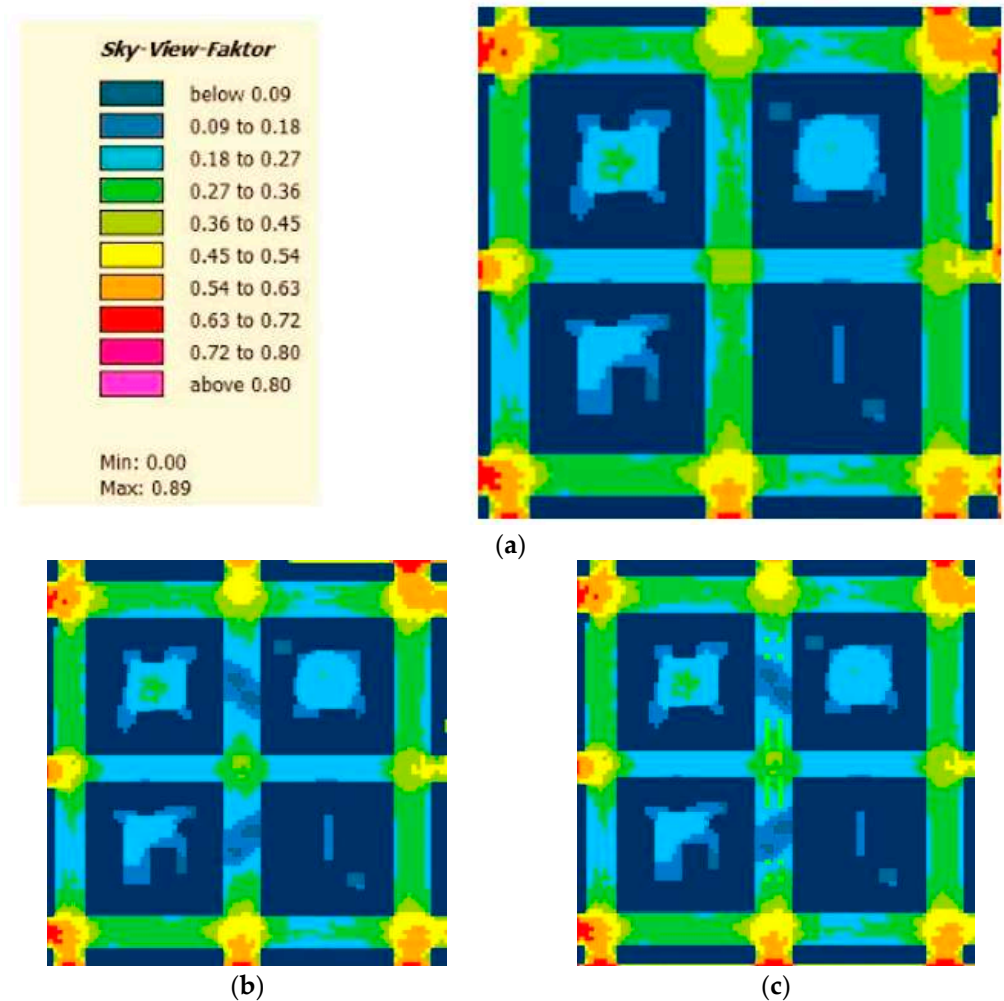 Sky-View-Faktor
below 0.09
0.09 to 0.18
0.18 to 0.27
0.27 to 0.36
0.36 to 0.45
0.45 to 0.54
0.54 to 0.63
0.63 to 0.72
0.72 to 0.80
above 0.80
Min: 0.00
Max: 0.89
(a)
(b)
(c)